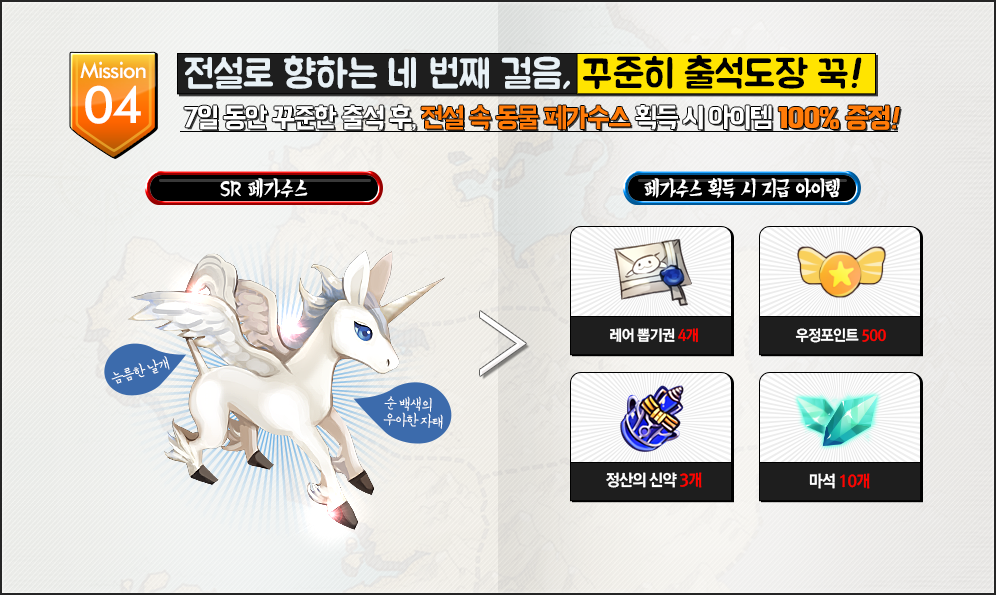 Mission
04
전설로 향하는 네 번째 걸음, 꾸준히 출석도장 꾹!
7일 동안 꾸준한 출석 후, 전설 속 동물 페가수스 획득 시 아이템 100% 증정!
SR 페가수스
페가수스 획득 시 지급 아이템
늠름한 날개
순 백색의
우아한 자태
레어 뽑기권 4개
우정포인트 500
정산의 신약 3개
마석 10개